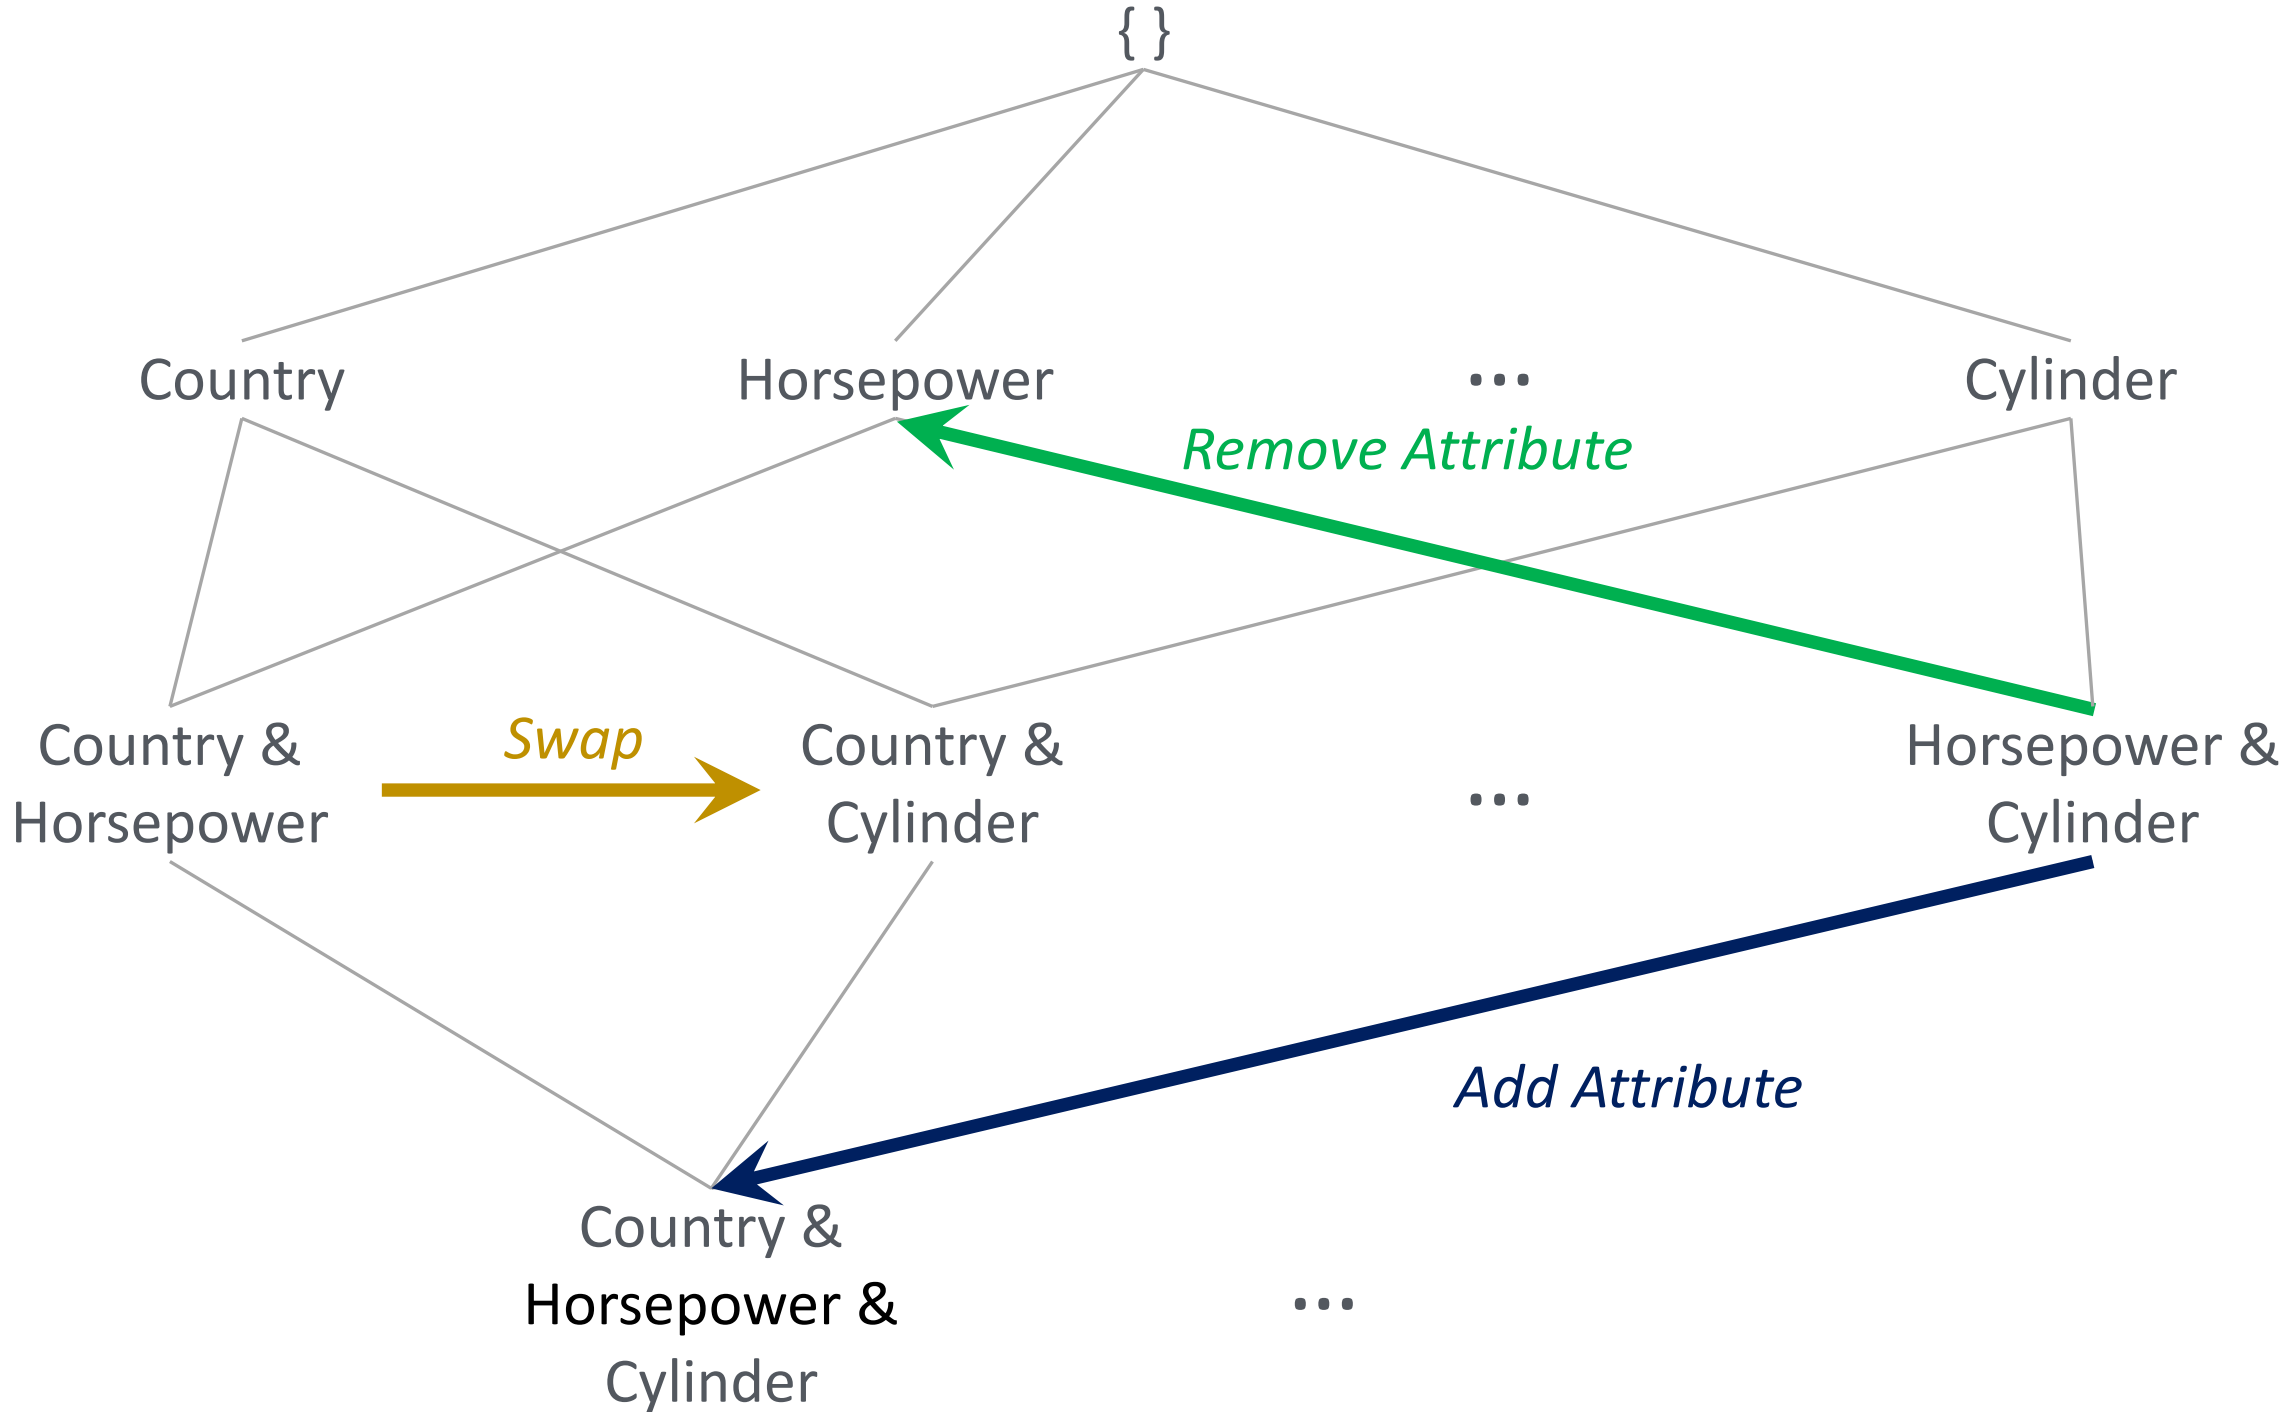 { }
Country
Horsepower
...
Cylinder
Remove Attribute
Country &
Horsepower
Swap
Country &
Cylinder
...
Horsepower &
Cylinder
Add Attribute
Country &
Horsepower &
Cylinder
...